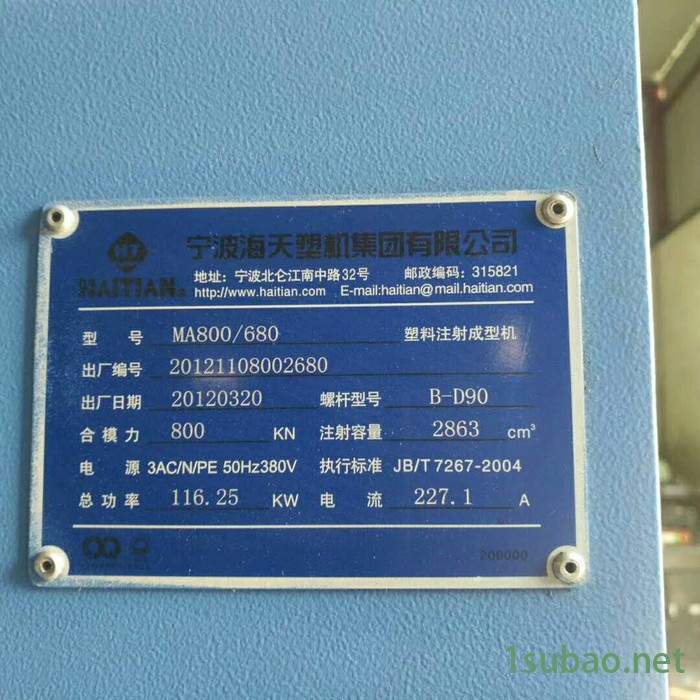 宁波海天塑机集团有限公司
HT
HAITIAN
地址：宁波北仑江南中路32号 邮政编码：315821
http://www.haitian.com E-mail:haitian@mail.haitian.com
型 号 MA800/680 塑料注射成型机
出厂编号 20121108002680
出厂日期 20120320 螺杆型号 B-D90
合模力 800 KN 注射容量 2863 cm³
电 源 3AC/N/PE 50Hz380V 执行标准 JB/T 7267-2004
总功率 116.25 KW 电 流 227.1 A
200000
1subao.net